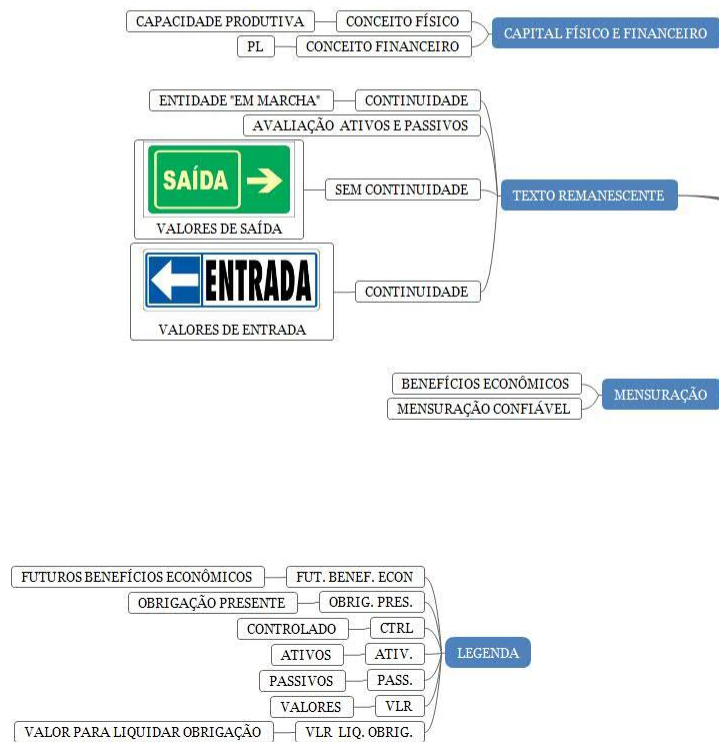 CAPACIDADE PRODUTIVA CONCEITO FÍSICO CAPITAL FÍSICO E FINANCEIRO
PL CONCEITO FINANCEIRO
ENTIDADE "EM MARCHA" CONTINUIDADE
AVALIAÇÃO ATIVOS E PASSIVOS
SAÍDA
VALORES DE SAÍDA
SEM CONTINUIDADE
TEXTO REMANESCENTE
ENTRADA
VALORES DE ENTRADA
CONTINUIDADE
BENEFÍCIOS ECONÔMICOS
MENSURAÇÃO CONFIÁVEL
MENSURAÇÃO
FUTUROS BENEFÍCIOS ECONÔMICOS FUT. BENEF. ECON
OBRIGAÇÃO PRESENTE OBRIG. PRES.
CONTROLADO CTRL
ATIVOS ATIV.
LEGENDA
PASSIVOS PASS.
VALORES VLR
VALOR PARA LIQUIDAR OBRIGAÇÃO VLR LIQ. OBRIG.